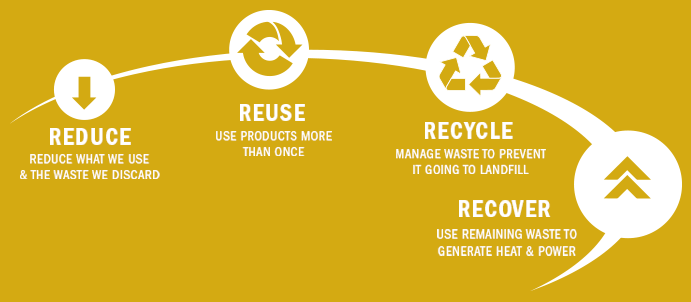 REDUCE
REDUCE WHAT WE USE
& THE WASTE WE DISCARD
REUSE
USE PRODUCTS MORE
THAN ONCE
RECYCLE
MANAGE WASTE TO PREVENT
IT GOING TO LANDFILL
RECOVER
USE REMAINING WASTE TO
GENERATE HEAT & POWER